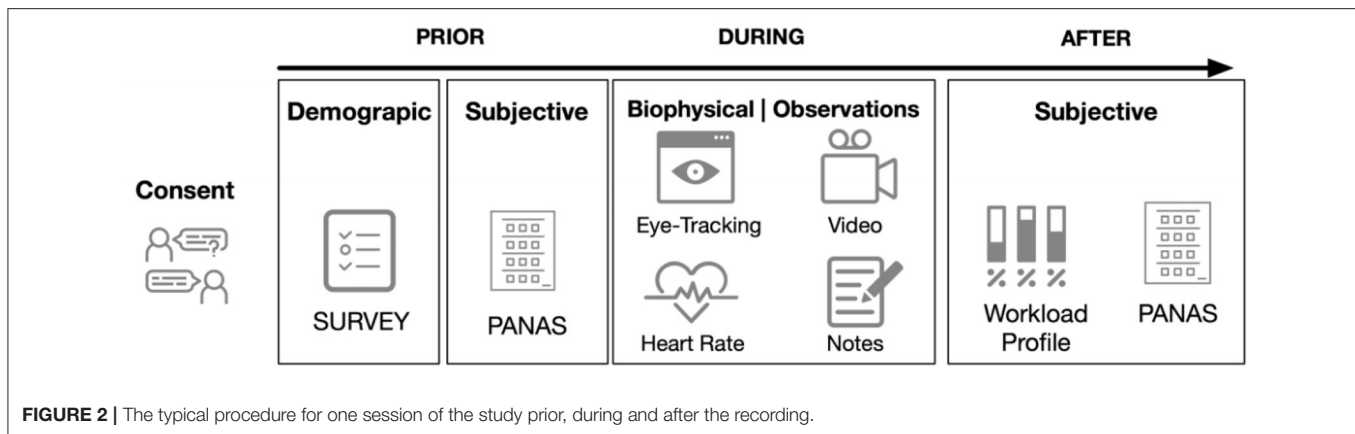 PRIOR DURING AFTER
Consent
Demograpic
SURVEY
Subjective
PANAS
Biophysical | Observations
Eye-Tracking
Video
Heart Rate
Notes
Subjective
Workload
Profile
PANAS
FIGURE 2 | The typical procedure for one session of the study prior, during and after the recording.